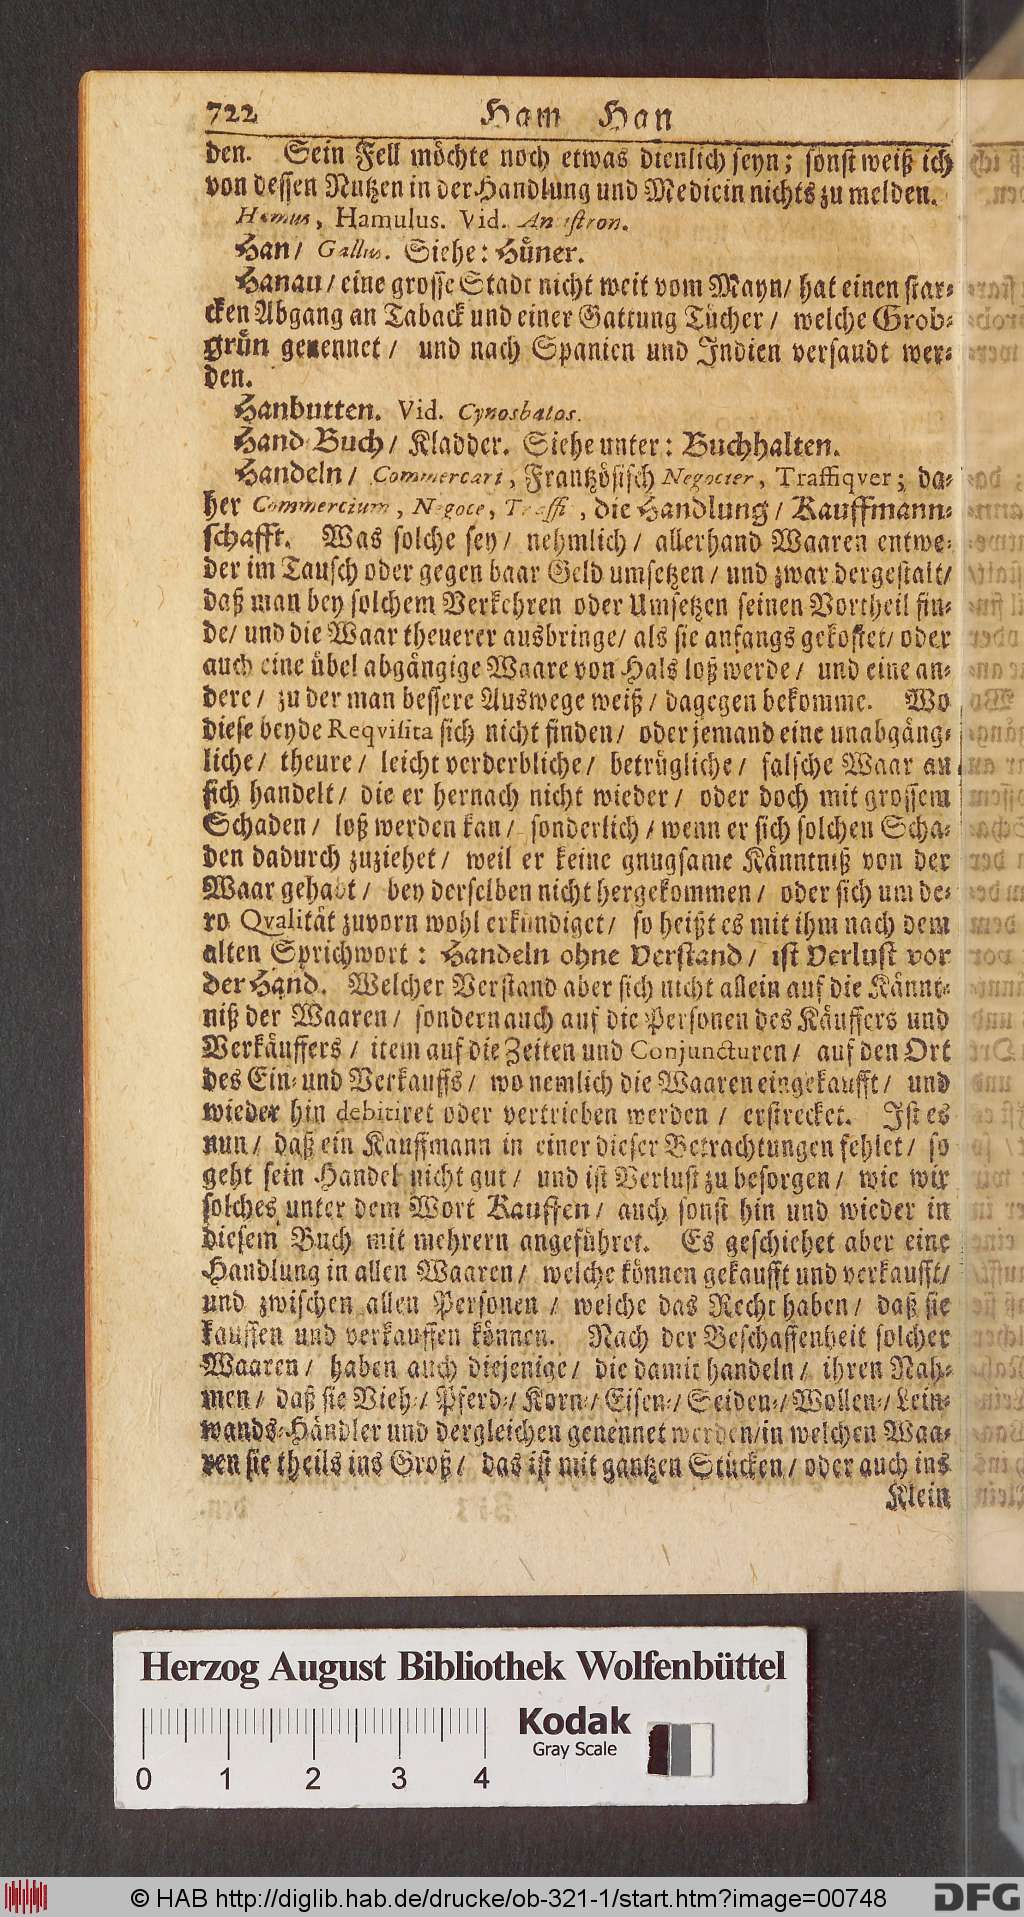 722 Ham Han
den. Sein Fell möchte noch etwas dienlich seyn; sonst weiß ich
von dessen Nutzen in der Handlung und Medicin nichts zu melden.
Hamus, Hamulus. Vid.
Han/ Gallus. Siehe: Hüner.
Hanau/ eine grosse Stadt nicht weit vom Mayn/ hat einen star-
cken Abgang an Taback und einer Gattung Tücher/ welche Grob-
grün genennet/ und nach Spanien und Indien versandt wer-
den.
Hanbutten. Vid. Cynosbatos.
Hand-Buch/ Kladder. Siehe unter: Buchhalten.
Handeln/ Commercari, Frantzösisch Negocier, Traffiqver; da-
her Commercium, Negoce, , die Handlung/ Kauffmann-
schafft. Was solche sey/ nehmlich/ allerhand Waaren entwe-
der im Tausch oder gegen baar Geld umsetzen/ und zwar dergestalt/
daß man bey solchem Verkehren oder Umsetzen seinen Vortheil fin-
de/ und die Waar theuerer ausbringe/ als sie anfangs gekostet/ oder
auch eine übel abgängige Waare von Hals loß werde/ und eine an-
dere/ zu der man bessere Auswege weiß/ dagegen bekomme. Wo
diese beyde Reqvisita sich nicht finden/ oder jemand eine unabgäng-
liche/ theure/ leicht verderbliche/ betrügliche/ falsche Waar an
sich handelt/ die er hernach nicht wieder/ oder doch mit grossem
Schaden/ loß werden kan/ sonderlich/ wenn er sich solchen Scha-
den dadurch zuziehet/ weil er keine gnugsame Känntniß von der
Waar gehabt/ bey derselben nicht hergekommen/ oder sich um de-
ro Qvalität zuvorn wohl erkündiget/ so heißt es mit ihm nach dem
alten Sprichwort: Handeln ohne Verstand/ ist Verlust vor
der Hand. Welcher Verstand aber sich nicht allein auf die Kännt-
niß der Waaren/ sondern auch auf die Personen des Käuffers und
Verkäuffers/ item auf die Zeiten und Conjuncturen/ auf den Ort
des Ein- und Verkauffs/ wo nemlich die Waaren eingekaufft/ und
wieder hin debitiret oder vertrieben werden/ erstrecket. Ist es
nun/ daß ein Kauffmann in einer dieser Betrachtungen fehlet/ so
geht sein Handel nicht gut/ und ist Verlust zu besorgen/ wie wir
solches unter dem Wort Kauffen/ auch sonst hin und wieder in
diesem Buch mit mehrern angeführet. Es geschiehet aber eine
Handlung in allen Waaren/ welche können gekaufft und verkaufft/
und zwischen allen Personen/ welche das Recht haben/ daß sie
kauffen und verkauffen können. Nach der Beschaffenheit solcher
Waaren/ haben auch diejenige/ die damit handeln/ ihren Nah-
men/ daß sie Vieh-/ Pferd-/ Korn-/ Eisen-/ Seiden-/ Wollen-/ Lein-
wands-Händler und dergleichen genennet werden/ in welchen Waa-
ren sie theils ins Groß/ das ist mit gantzen Stücken/ oder auch ins
Klein
Herzog August Bibliothek Wolfenbüttel
Kodak
Gray Scale
0 1 2 3 4
© HAB http://diglib.hab.de/drucke/ob-321-1/start.htm?image=00748
DFG